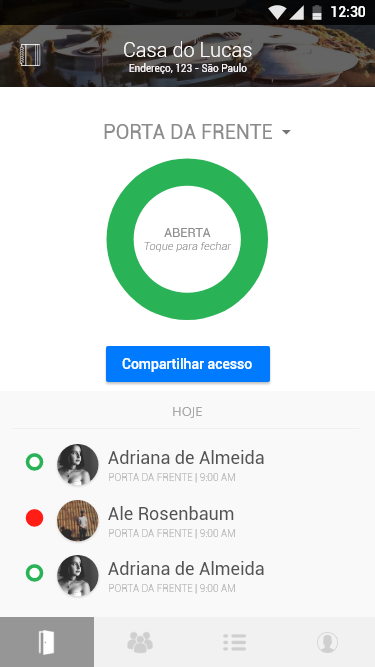 12:30
Casa do Lucas
Endereço, 123 - São Paulo
PORTA DA FRENTE
ABERTA
Toque para fechar
Compartilhar acesso
HOJE
Adriana de Almeida
PORTA DA FRENTE | 9:00 AM
Ale Rosenbaum
PORTA DA FRENTE | 9:00 AM
Adriana de Almeida
PORTA DA FRENTE | 9:00 AM